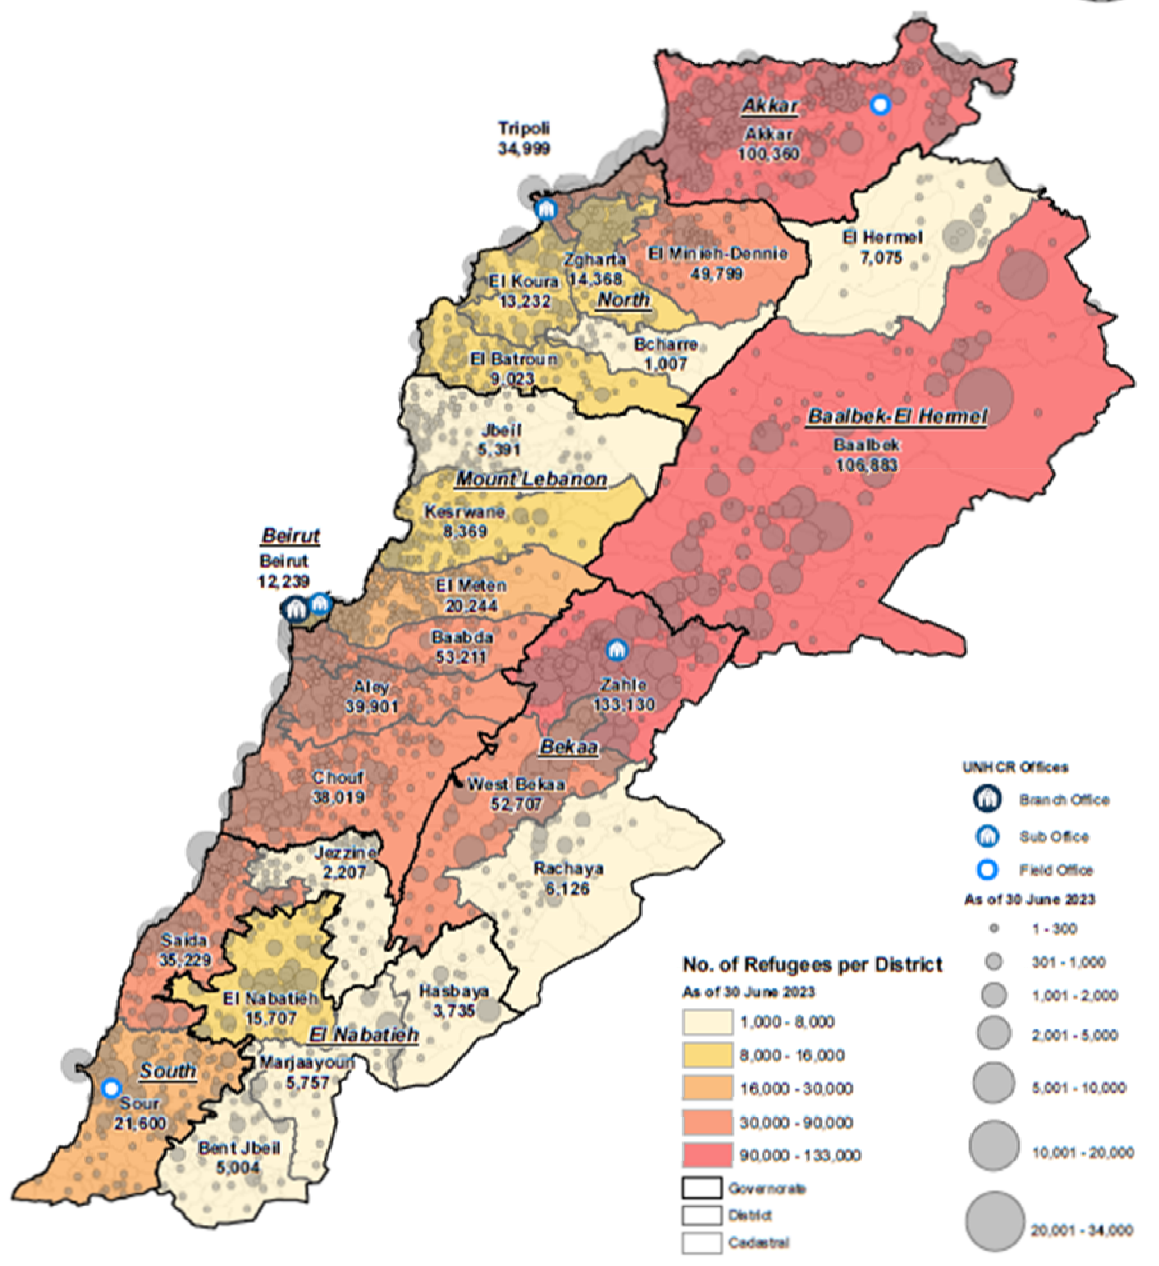 Akkar
Akkar
100,360
Tripoli
34,999
El Hermel
7,075
El Minieh-Dennie
49,799
Zgharta
14,368
El Koura
13,232
North
Bcharre
1,007
El Batroun
9,023
Baalbek-El Hermel
Baalbek
106,883
Jbeil
5,391
Mount Lebanon
Kesrwane
8,369
Beirut
Beirut
12,239
El Meten
20,244
Baabda
53,211
Aley
39,901
Zahle
133,130
Bekaa
Chouf
38,019
West Bekaa
52,707
Jezzine
2,207
Rachaya
6,126
Saida
35,229
El Nabatieh
15,707
Hasbaya
3,735
El Nabatieh
Marjaayoun
5,757
South
Sour
21,600
Bent Jbeil
5,004
UNHCR Offices
Branch Office
Sub Office
Field Office
As of 30 June 2023
1 - 300
301 - 1,000
1,001 - 2,000
2,001 - 5,000
5,001 - 10,000
10,001 - 20,000
20,001 - 34,000
No. of Refugees per District
As of 30 June 2023
1,000 - 8,000
8,000 - 16,000
16,000 - 30,000
30,000 - 90,000
90,000 - 133,000
Governorate
District
Cadastral